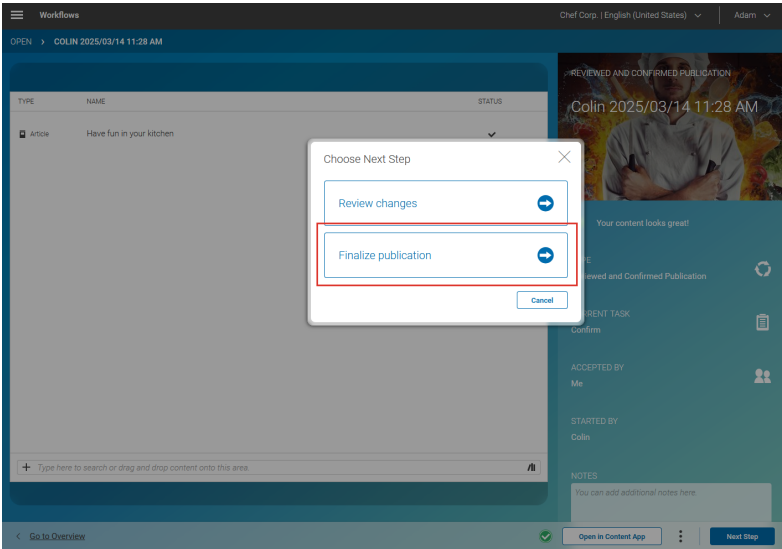 Workflows
Chef Corp. | English (United States)
Adam
OPEN > COLIN 2025/03/14 11:28 AM
REVIEWED AND CONFIRMED PUBLICATION
Colin 2025/03/14 11:28 AM
TYPE NAME STATUS
Article Have fun in your kitchen
Choose Next Step
Review changes
Finalize publication
Cancel
Your content looks great!
Confirmed Publication
CURRENT TASK
Confirm
ACCEPTED BY
Me
STARTED BY
Colin
NOTES
You can add additional notes here
+ Type here to search or drag and drop content onto this area.
< Go to Overview
Open in Content App
Next Step